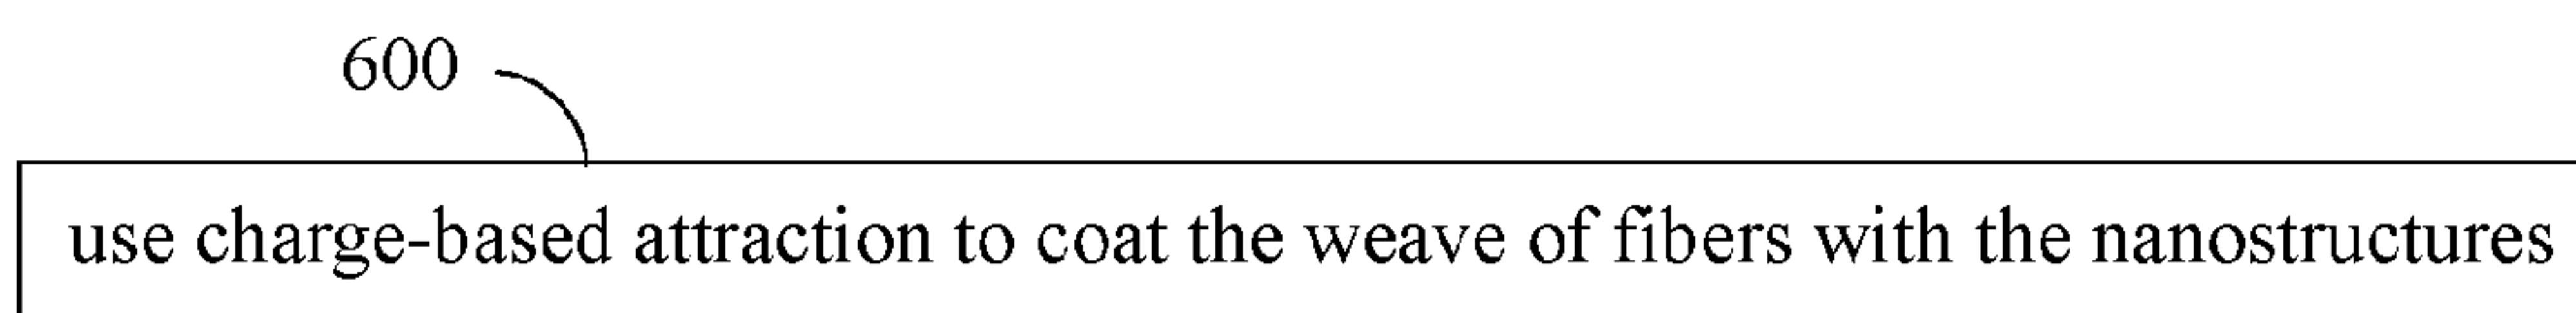 600
use charge-based attraction to coat the weave of fibers with the nanostructures